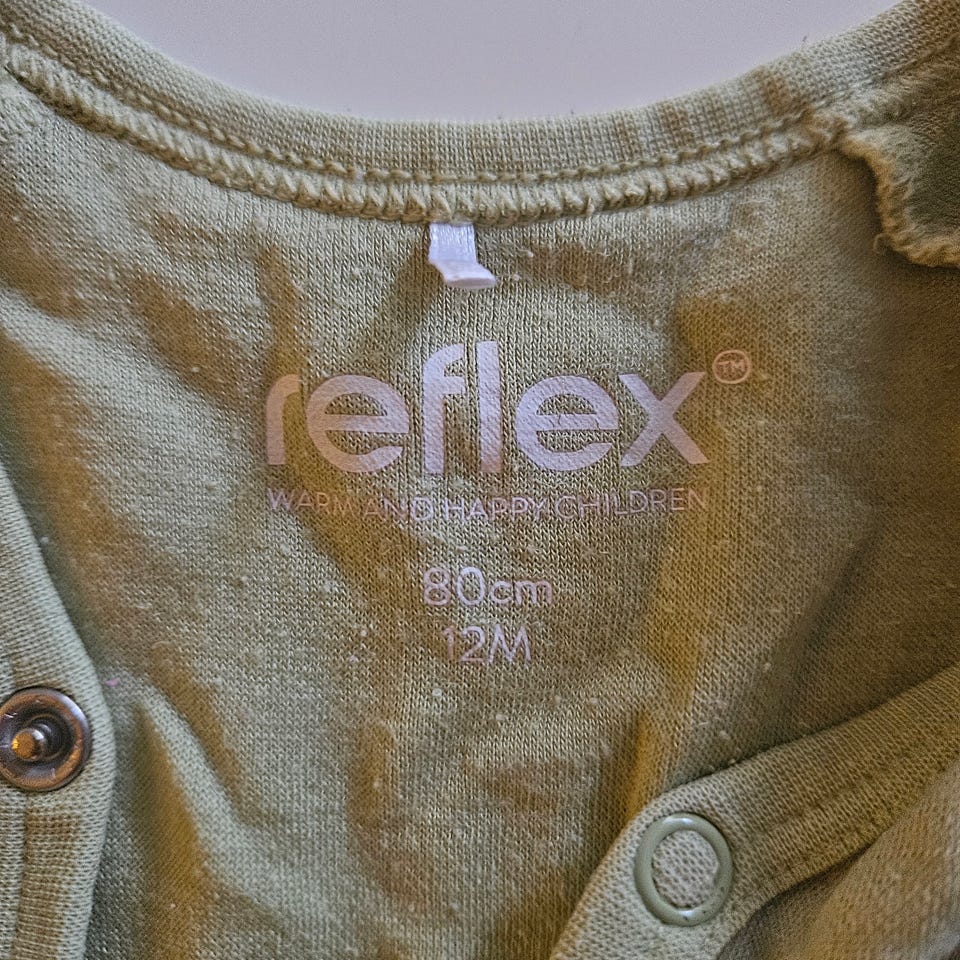 reflex™
WARM AND HAPPY CHILDREN
80cm
12M